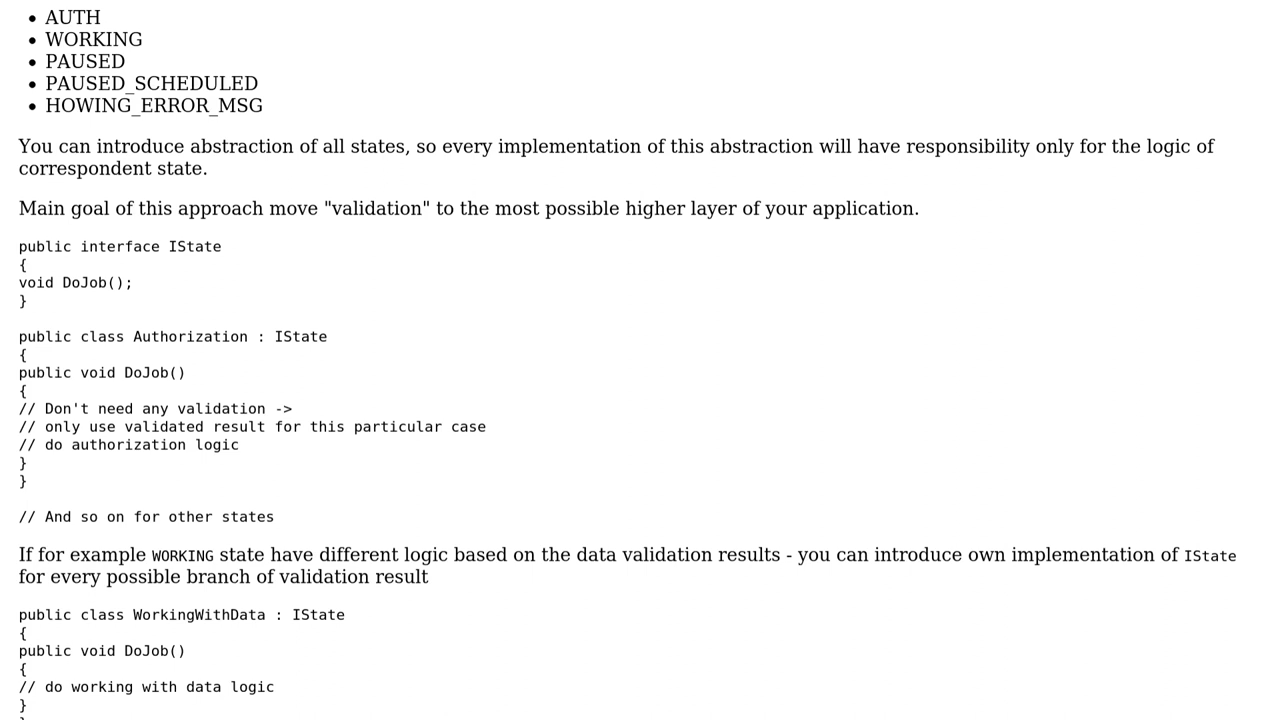 AUTH
WORKING
PAUSED
PAUSED_SCHEDULED
HOWING_ERROR_MSG
You can introduce abstraction of all states, so every implementation of this abstraction will have responsibility only for the logic of
correspondent state.
Main goal of this approach move "validation" to the most possible higher layer of your application.
public interface IState
{
void DoJob();
}
public class Authorization : IState
{
public void DoJob()
{
// Don't need any validation ->
// only use validated result for this particular case
// do authorization logic
}
}
// And so on for other states
If for example WORKING state have different logic based on the data validation results - you can introduce own implementation of IState
for every possible branch of validation result
public class WorkingWithData : IState
{
public void DoJob()
{
// do working with data logic
}
}